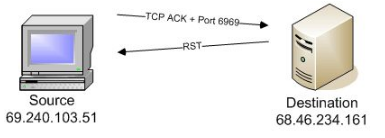 TCP ACK + Port 6969
RST
Source
69.240.103.51
Destination
68.46.234.161